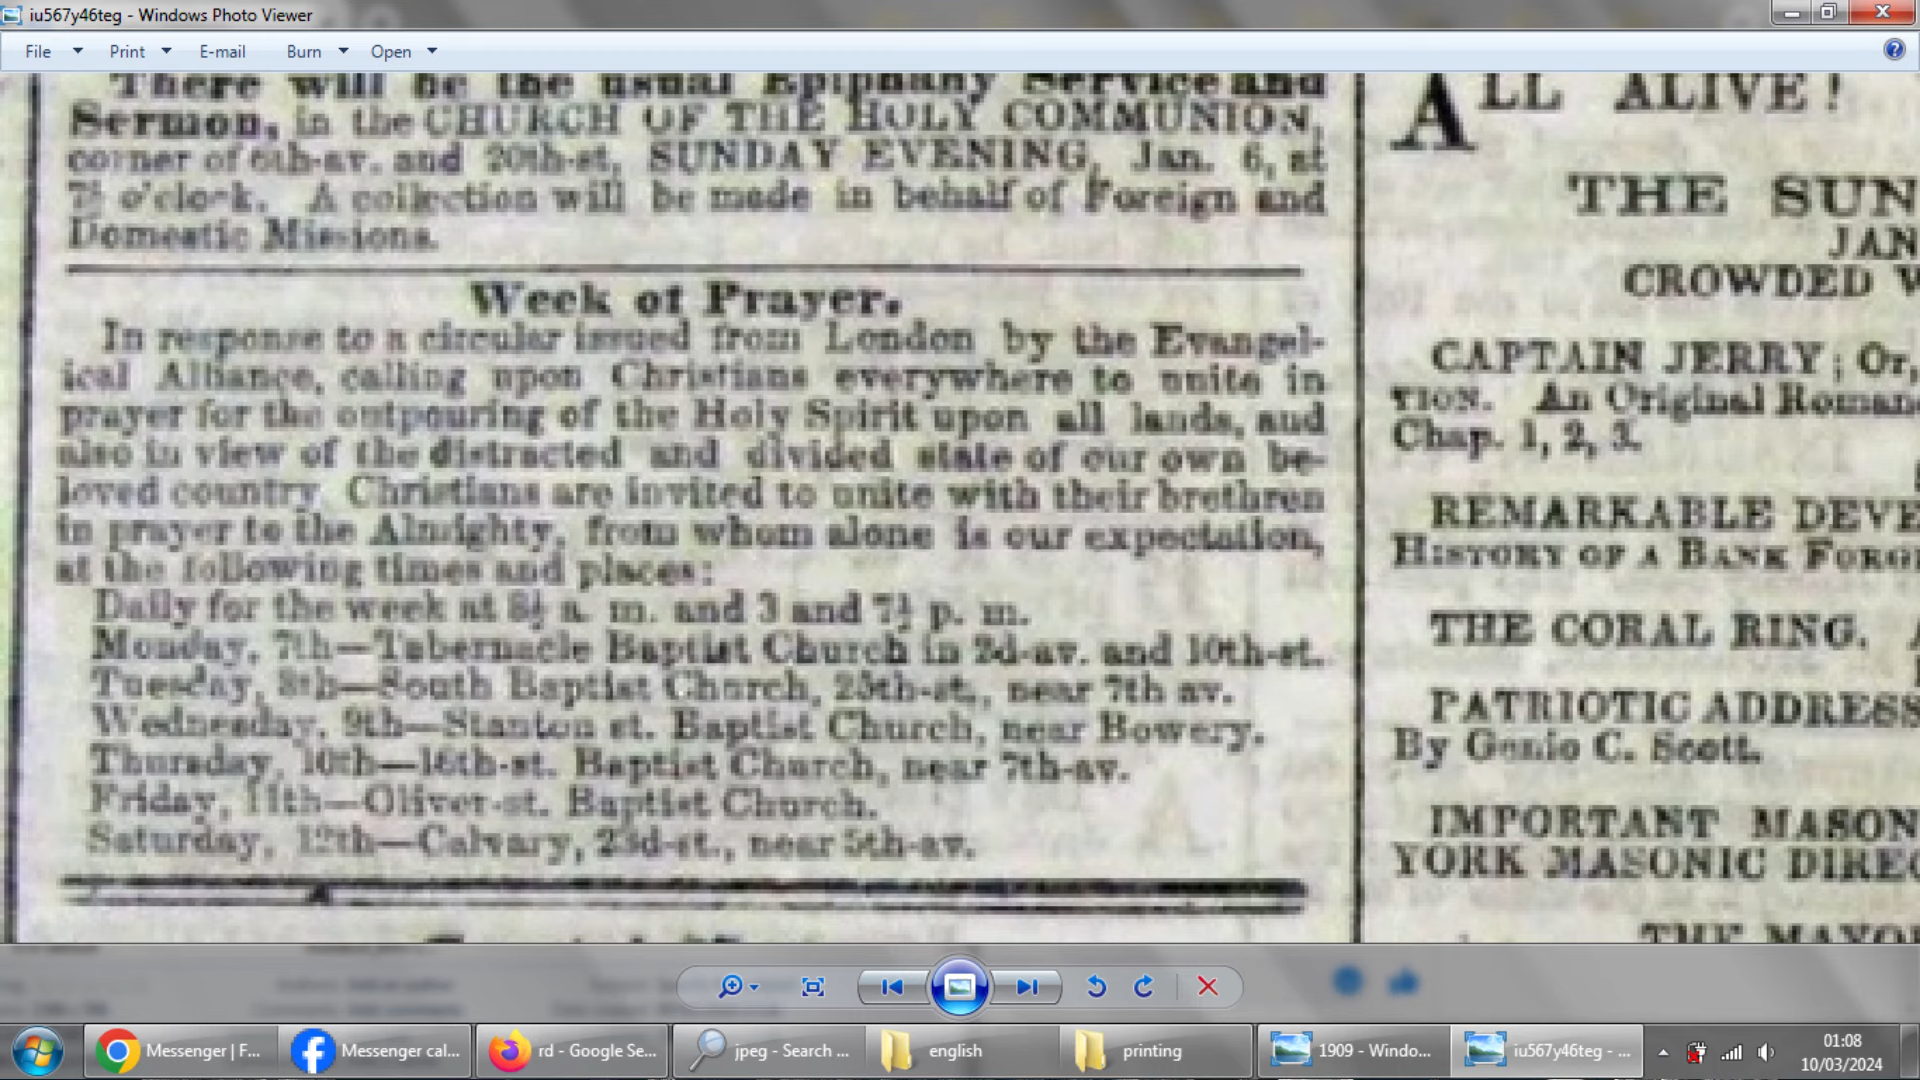 iu567y46teg - Windows Photo Viewer
File Print E-mail Burn Open
There will be the usual Epiphany Service and
Sermon, in the CHURCH OF THE HOLY COMMUNION,
corner of 6th-av. and 20th-st. SUNDAY EVENING, Jan. 6, at
7½ o'clock. A collection will be made in behalf of Foreign and
Domestic Missions.
Week of Prayer.
In response to a circular issued from London by the Evangel-
ical Alliance, calling upon Christians everywhere to unite in
prayer for the outpouring of the Holy Spirit upon all lands, and
also in view of the distracted and divided state of our own be-
loved country, Christians are invited to unite with their brethren
in prayer to the Almighty, from whom alone is our expectation,
at the following times and places:
Daily for the week at 8½ a. m. and 3 and 7½ p. m.
Monday, 7th—Tabernacle Baptist Church in 2d-av. and 10th-st.
Tuesday, 8th—South Baptist Church, 25th-st., near 7th av.
Wednesday, 9th—Stanton st. Baptist Church, near Bowery.
Thursday, 10th—16th-st. Baptist Church, near 7th-av.
Friday, 11th—Oliver-st. Baptist Church.
Saturday, 12th—Calvary, 23d-st., near 5th-av.
ALL ALIVE!
THE SUN
JAN
CROWDED W
CAPTAIN JERRY; Or,
TION. An Original Romanc
Chap. 1, 2, 3.
REMARKABLE DEVE
HISTORY OF A BANK FORG
THE CORAL RING. A
PATRIOTIC ADDRESS
By Genio C. Scott.
IMPORTANT MASON
YORK MASONIC DIREC
THE MAYO
Messenger | F... Messenger cal... rd - Google Se... jpeg - Search ... english printing 1909 - Windo... iu567y46teg - ...
01:08
10/03/2024